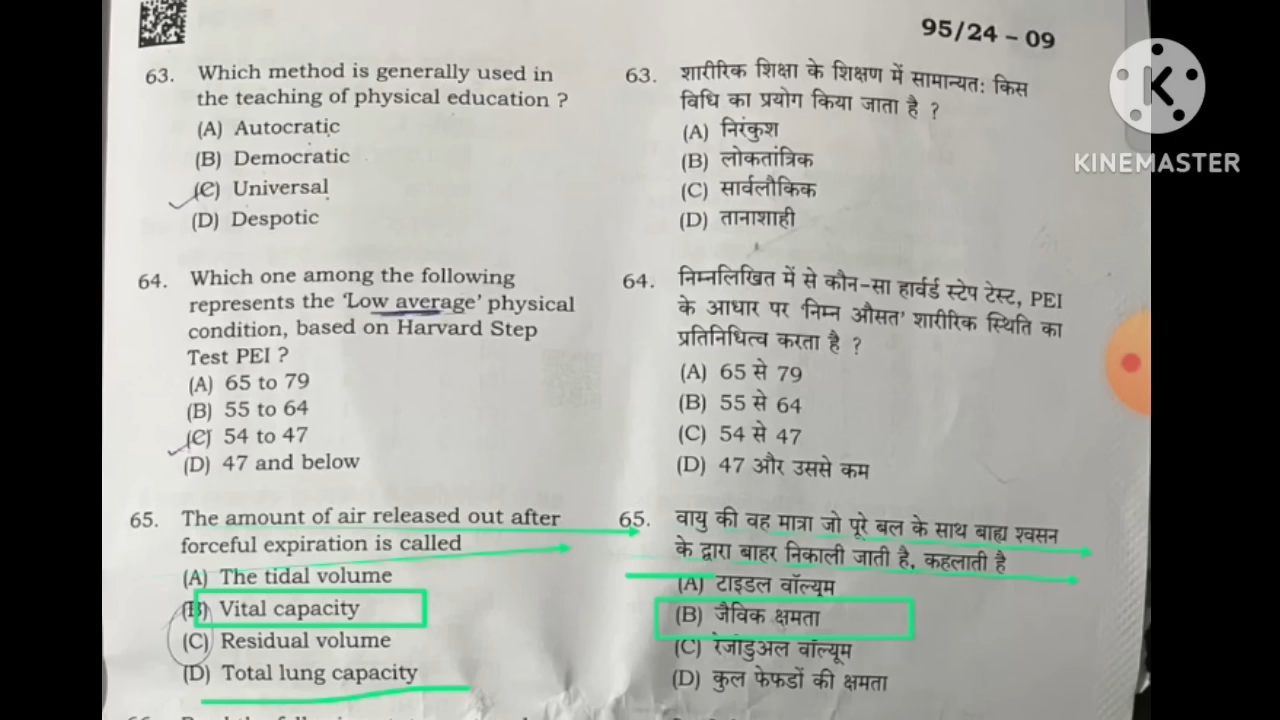 95/24 – 09
KINEMASTER
63. Which method is generally used in
the teaching of physical education ?
(A) Autocratic
(B) Democratic
(C) Universal
(D) Despotic
64. Which one among the following
represents the 'Low average' physical
condition, based on Harvard Step
Test PEI ?
(A) 65 to 79
(B) 55 to 64
(C) 54 to 47
(D) 47 and below
65. The amount of air released out after
forceful expiration is called
(A) The tidal volume
(B) Vital capacity
(C) Residual volume
(D) Total lung capacity
63. शारीरिक शिक्षा के शिक्षण में सामान्यत: किस
विधि का प्रयोग किया जाता है ?
(A) निरंकुश
(B) लोकतांत्रिक
(C) सार्वलौकिक
(D) तानाशाही
64. निम्नलिखित में से कौन-सा हार्वर्ड स्टेप टेस्ट, PEI
के आधार पर 'निम्न औसत' शारीरिक स्थिति का
प्रतिनिधित्व करता है ?
(A) 65 से 79
(B) 55 से 64
(C) 54 से 47
(D) 47 और उससे कम
65. वायु की वह मात्रा जो पूरे बल के साथ बाह्य श्वसन
के द्वारा बाहर निकाली जाती है, कहलाती है
(A) टाइडल वॉल्यूम
(B) जैविक क्षमता
(C) रेजीडुअल वॉल्यूम
(D) कुल फेफडों की क्षमता